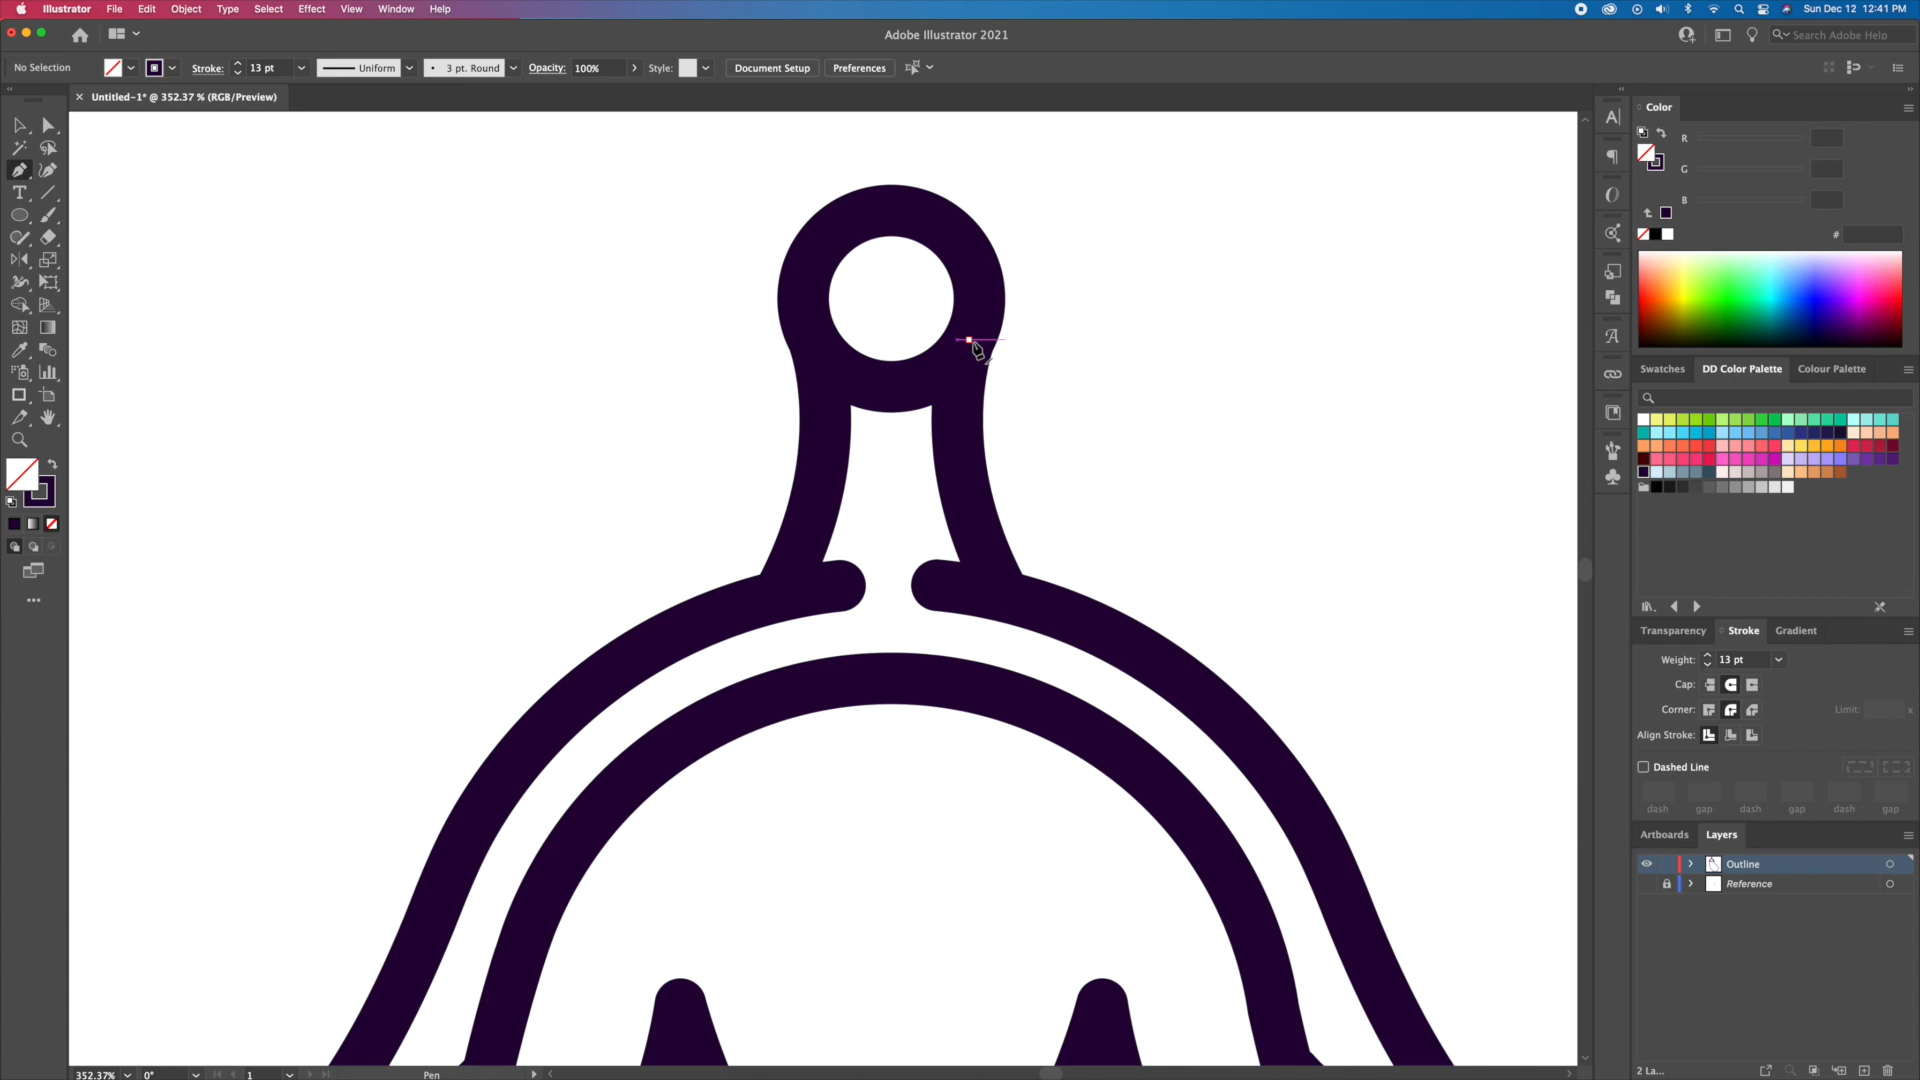 Illustrator File Edit Object Type Select Effect View Window Help Sun Dec 12 12:41 PM
Adobe Illustrator 2021 Search Adobe Help
No Selection Stroke: 13 pt Uniform 3 pt. Round Opacity: 100% Style: Document Setup Preferences
Untitled-1* @ 352.37 % (RGB/Preview)
Color
R
G
B
#
Swatches DD Color Palette Colour Palette
Transparency Stroke Gradient
Weight: 13 pt
Cap:
Corner: Limit: x
Align Stroke:
Dashed Line
dash gap dash gap dash gap
Artboards Layers
Outline
Reference
352.37% 0° 1 Pen 2 La...